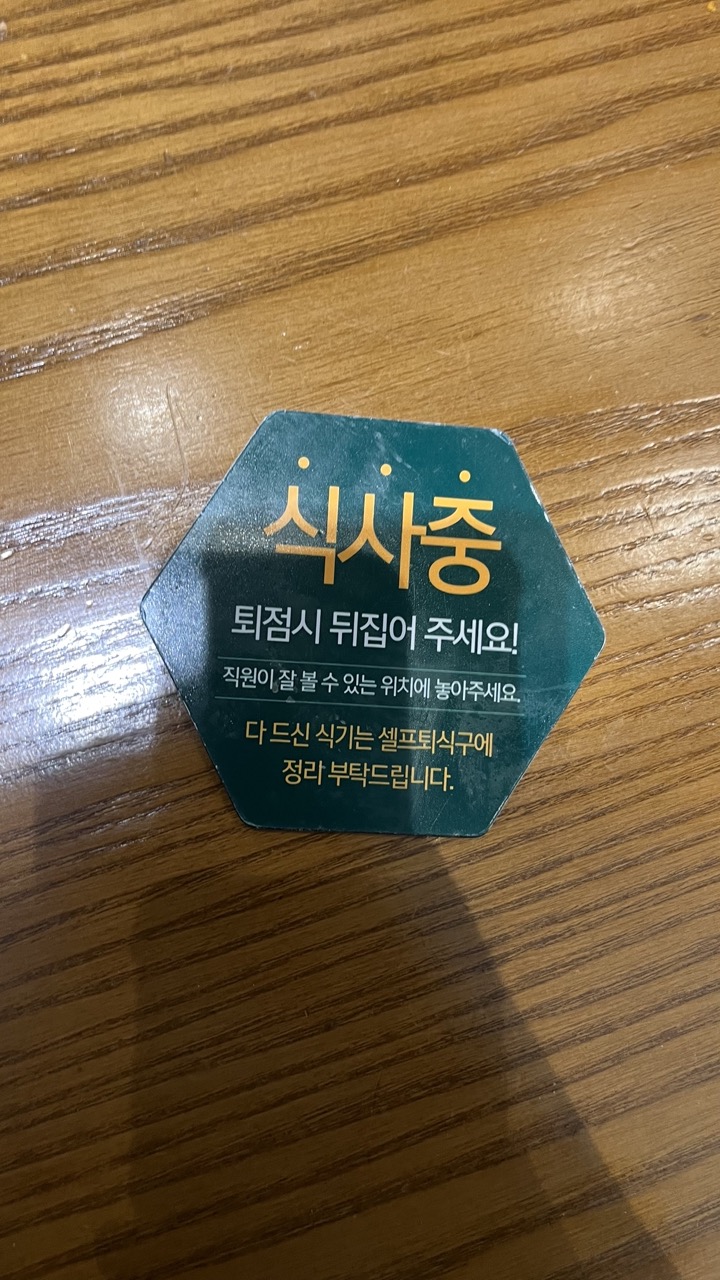 식사중
퇴점시 뒤집어 주세요!
직원이 잘 볼 수 있는 위치에 놓아주세요.
다 드신 식기는 셀프퇴식구에
정라 부탁드립니다.